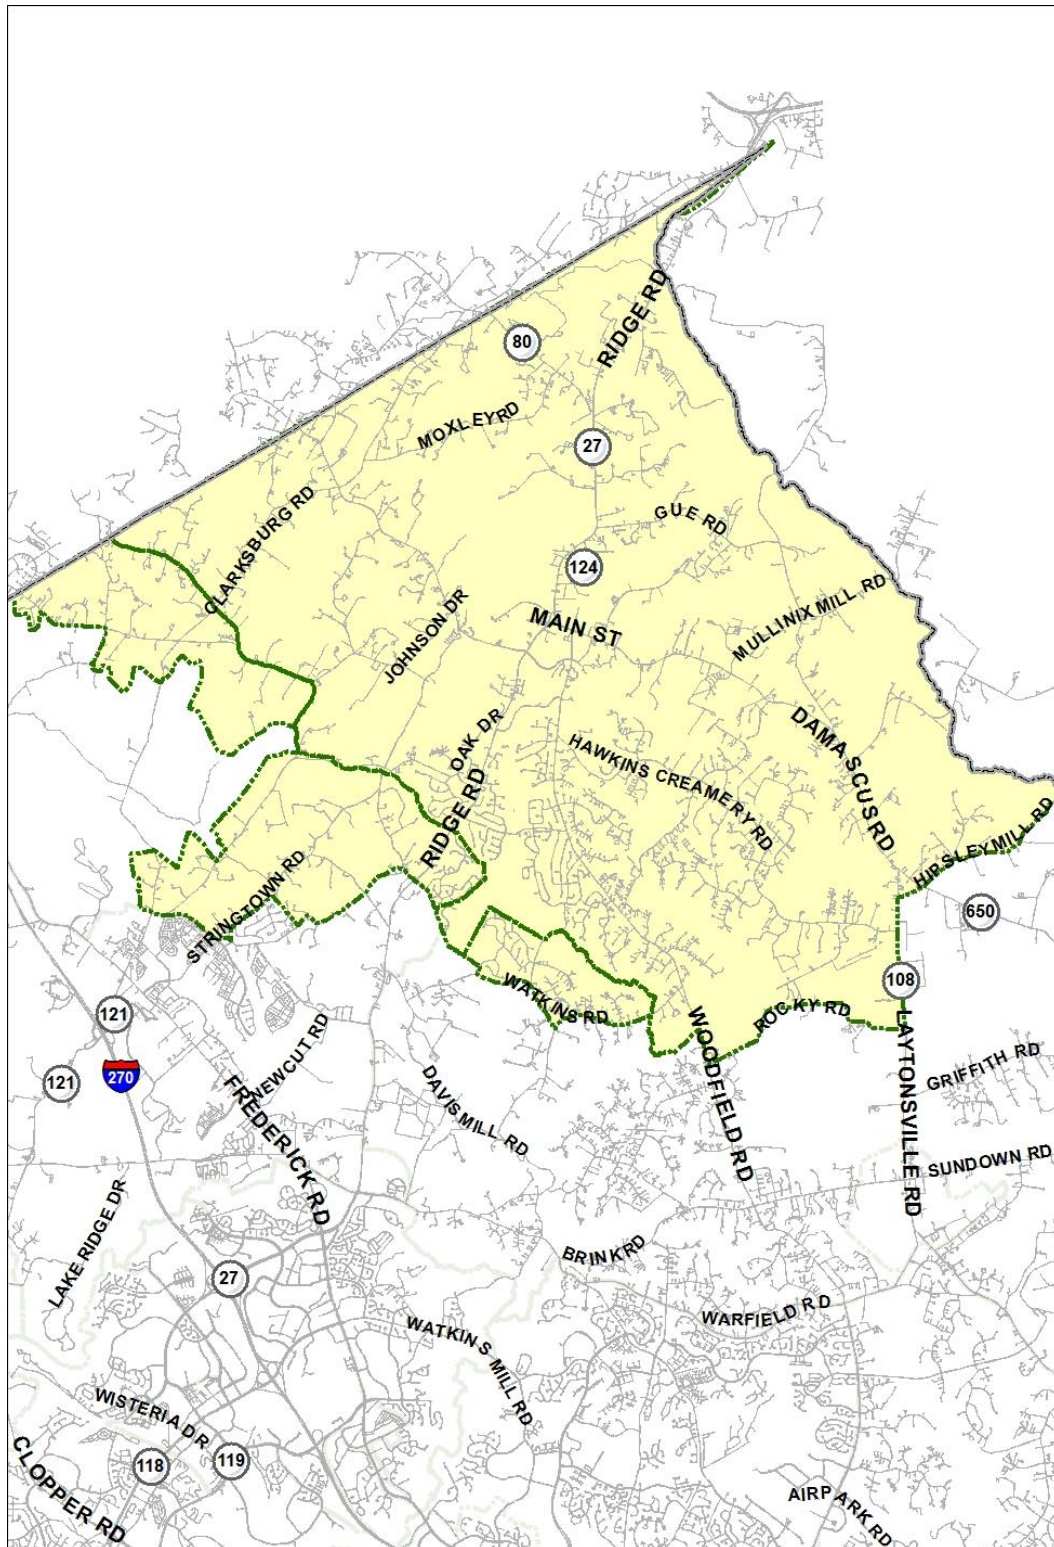 80
RIDGE RD
MOXLEY RD
27
CLARKSBURG RD
GUE RD
124
JOHNSON DR
MAIN ST
MULLINIX MILL RD
OAK DR
DAMASCUS RD
HAWKINS CREAMERY RD
RIDGE RD
HIPSLEY MILL RD
STRINGTOWN RD
650
108
WATKINS RD
ROCKY RD
121
WOODFIELD RD
LAYTONSVILLE RD
NEWCUT RD
270
121
GRIFFITH RD
FREDERICK RD
DAVIS MILL RD
SUNDOWN RD
LAKE RIDGE DR
BRINK RD
27
WARFIELD RD
WATKINS MILL RD
WISTERIA DR
118
119
CLOPPER RD
AIRPARK RD